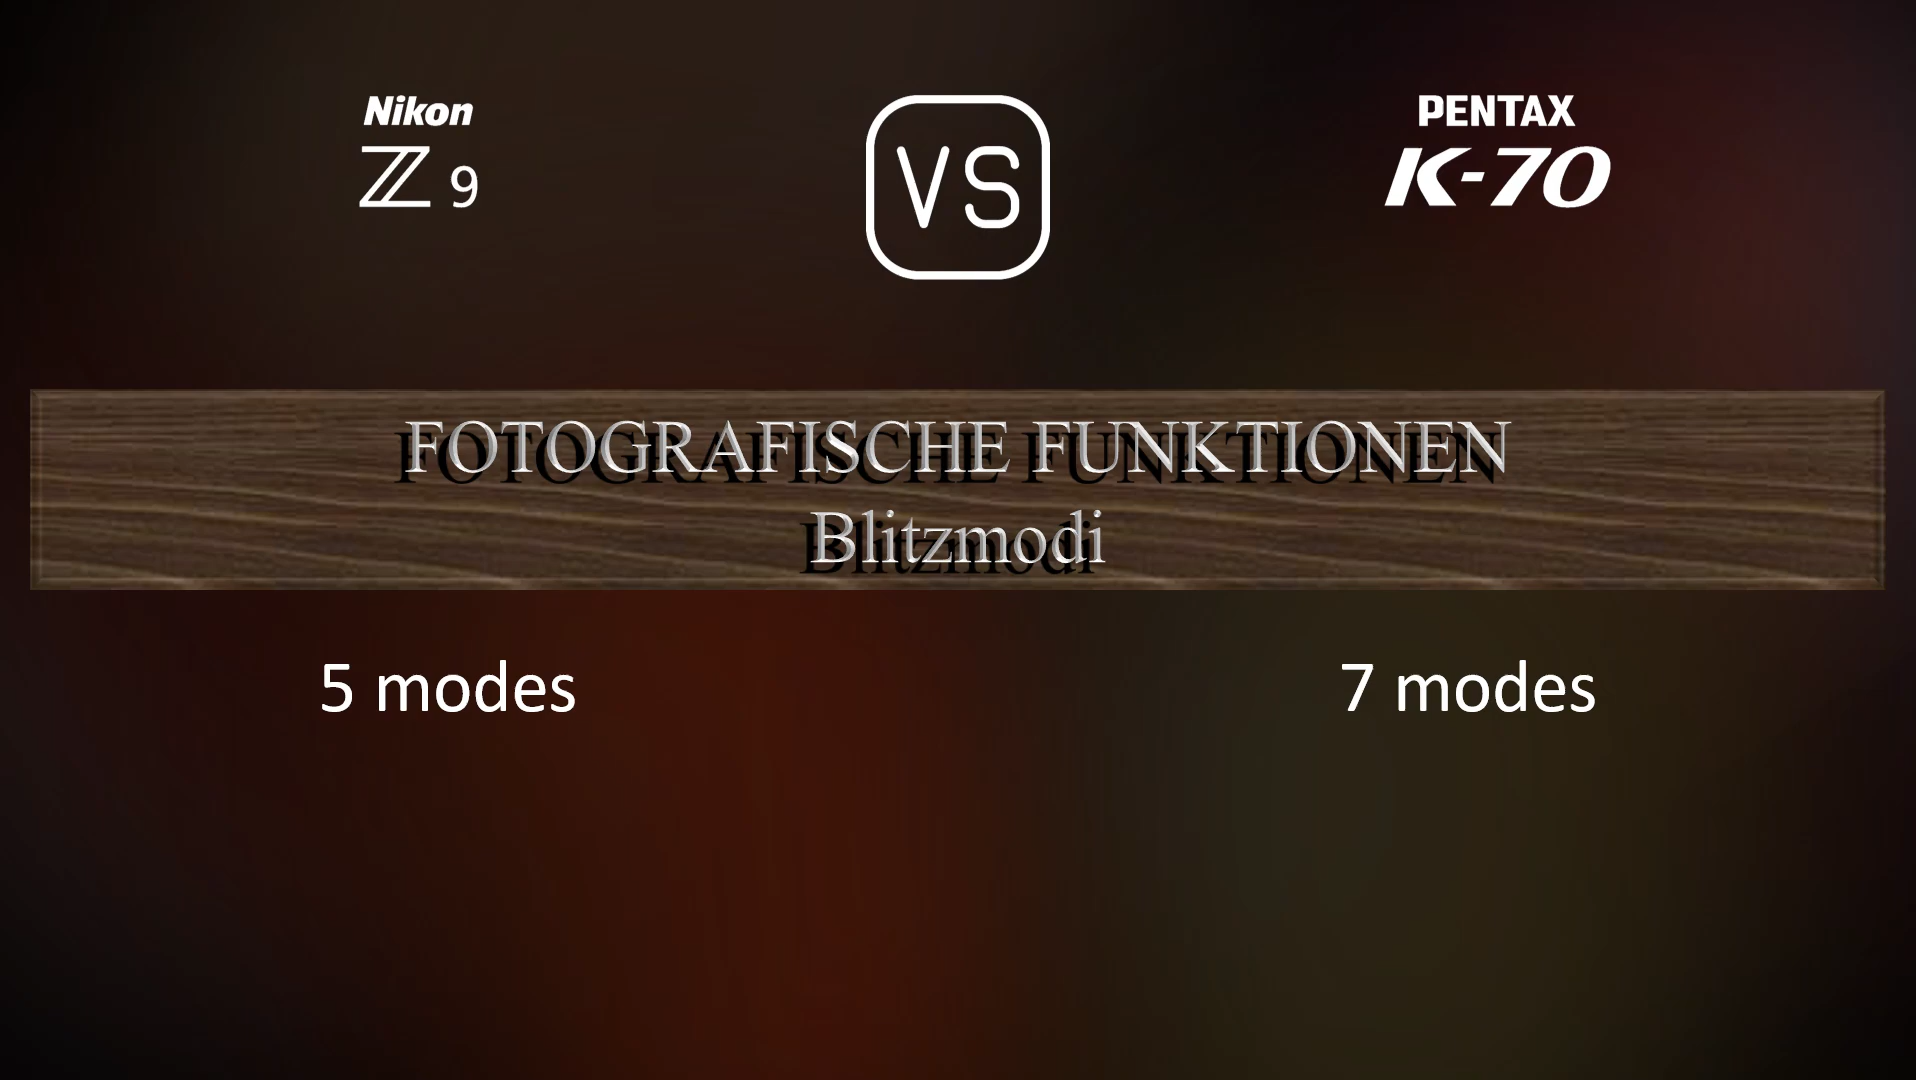 Nikon
Z 9
VS
PENTAX
K-70
FOTOGRAFISCHE FUNKTIONEN
Blitzmodi
5 modes
7 modes